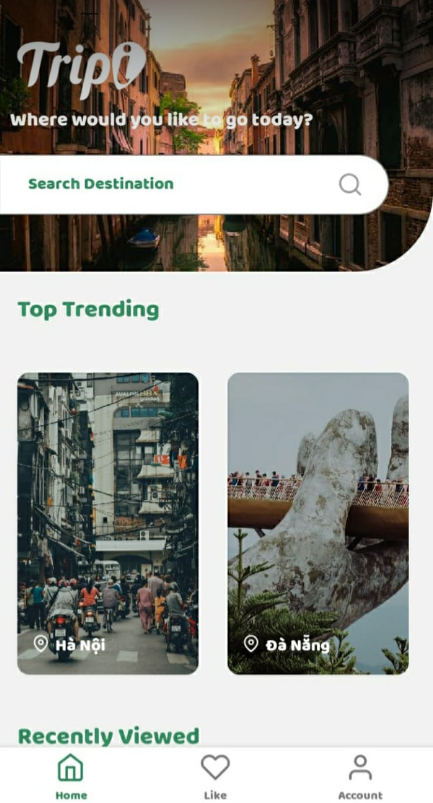 Tripi
Where would you like to go today?
Search Destination
Top Trending
Hà Nội
Đà Nẵng
Recently Viewed
Home
Like
Account